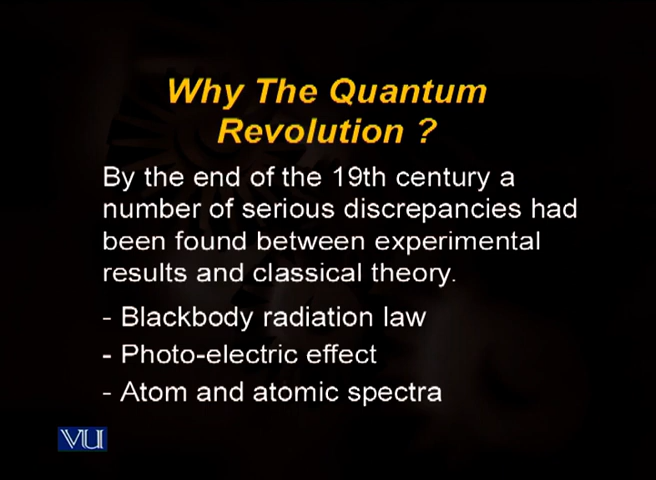 Why The Quantum
Revolution ?
By the end of the 19th century a
number of serious discrepancies had
been found between experimental
results and classical theory.
- Blackbody radiation law
- Photo-electric effect
- Atom and atomic spectra
VU